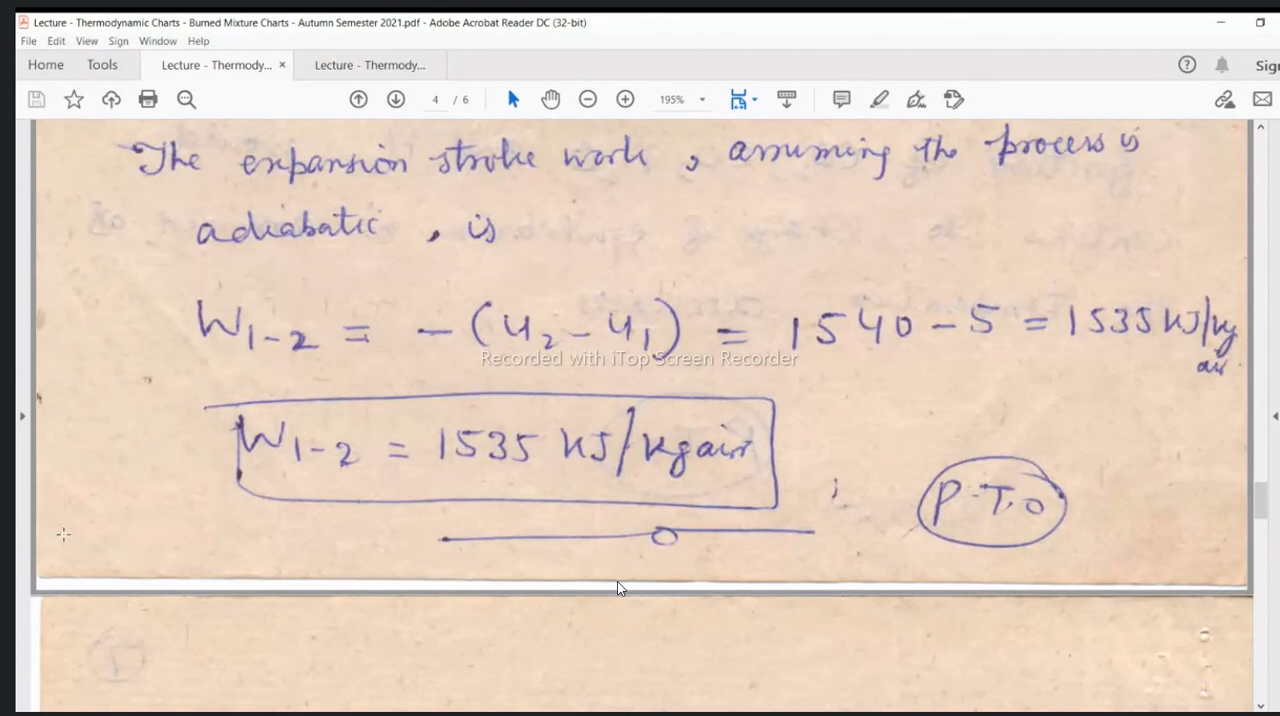 Lecture - Thermodynamic Charts - Burned Mixture Charts - Autumn Semester 2021.pdf - Adobe Acrobat Reader DC (32-bit)
File Edit View Sign Window Help
Home Tools Lecture - Thermody... × Lecture - Thermody... Sign
4 / 6 195%
The expansion stroke work, assuming the process is
adiabatic, is
W1-2 = -(u2 - u1) = 1540 - 5 = 1535 kJ/kg
air
Recorded with iTop Screen Recorder
W1-2 = 1535 kJ/kg air
P.T.O